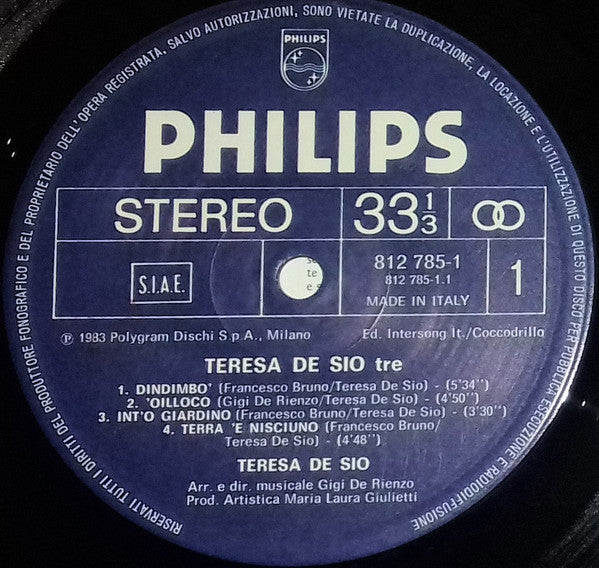 RISERVATI TUTTI I DIRITTI DEL PRODUTTORE FONOGRAFICO E DEL PROPRIETARIO DELL'OPERA REGISTRATA, SALVO AUTORIZZAZIONI, SONO VIETATE LA DUPLICAZIONE, LA LOCAZIONE E L'UTILIZZAZIONE DI QUESTO DISCO PER PUBBLICA ESECUZIONE E RADIODIFFUSIONE
PHILIPS
PHILIPS
STEREO
33 1/3
S.I.A.E.
te
812 785-1
812 785-1.1
MADE IN ITALY
1
℗ 1983 Polygram Dischi S.p.A., Milano
Ed. Intersong It./Coccodrillo
TERESA DE SIO tre
1. DINDIMBO' (Francesco Bruno/Teresa De Sio) - (5'34'')
2. 'OILLOCO (Gigi De Rienzo/Teresa De Sio) - (4'50'')
3. INT'O GIARDINO (Francesco Bruno/Teresa De Sio) - (3'30'')
4. TERRA 'E NISCIUNO (Francesco Bruno/
Teresa De Sio) - (4'48'')
TERESA DE SIO
Arr. e dir. musicale Gigi De Rienzo
Prod. Artistica Maria Laura Giulietti